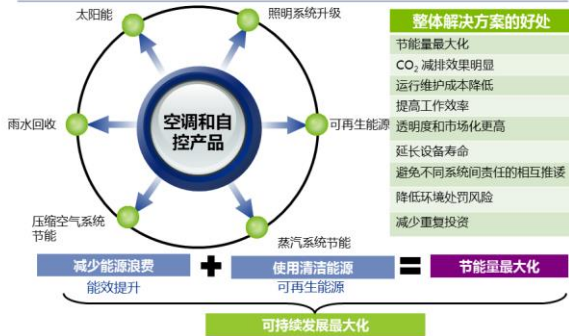 太阳能
照明系统升级
雨水回收
空调和自
控产品
可再生能源
压缩空气系统
节能
蒸汽系统节能
整体解决方案的好处
节能量最大化
CO₂ 减排效果明显
运行维护成本降低
提高工作效率
透明度和市场化更高
延长设备寿命
避免不同系统间责任的相互推诿
降低环境处罚风险
减少重复投资
减少能源浪费 + 使用清洁能源 = 节能量最大化
能效提升 可再生能源
可持续发展最大化